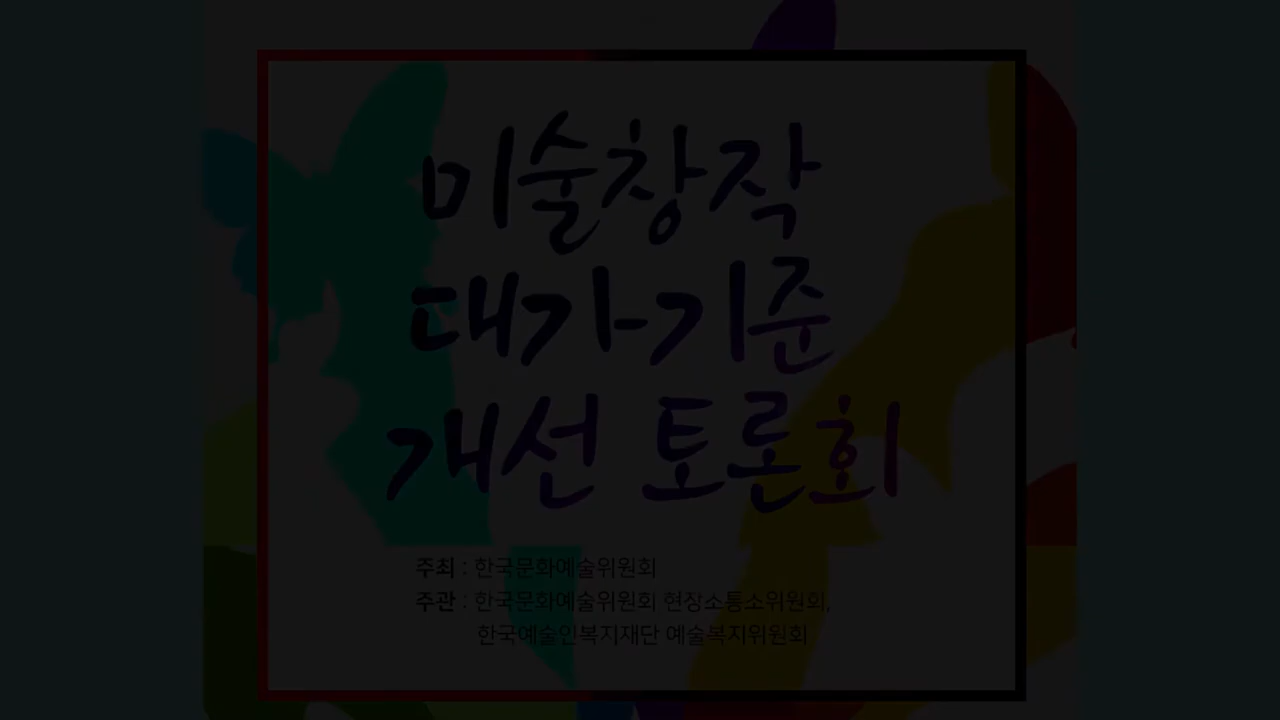 미술창작
대가기준
개선 토론회
주최 : 한국문화예술위원회
주관 : 한국문화예술위원회 현장소통소위원회,
한국예술인복지재단 예술복지위원회